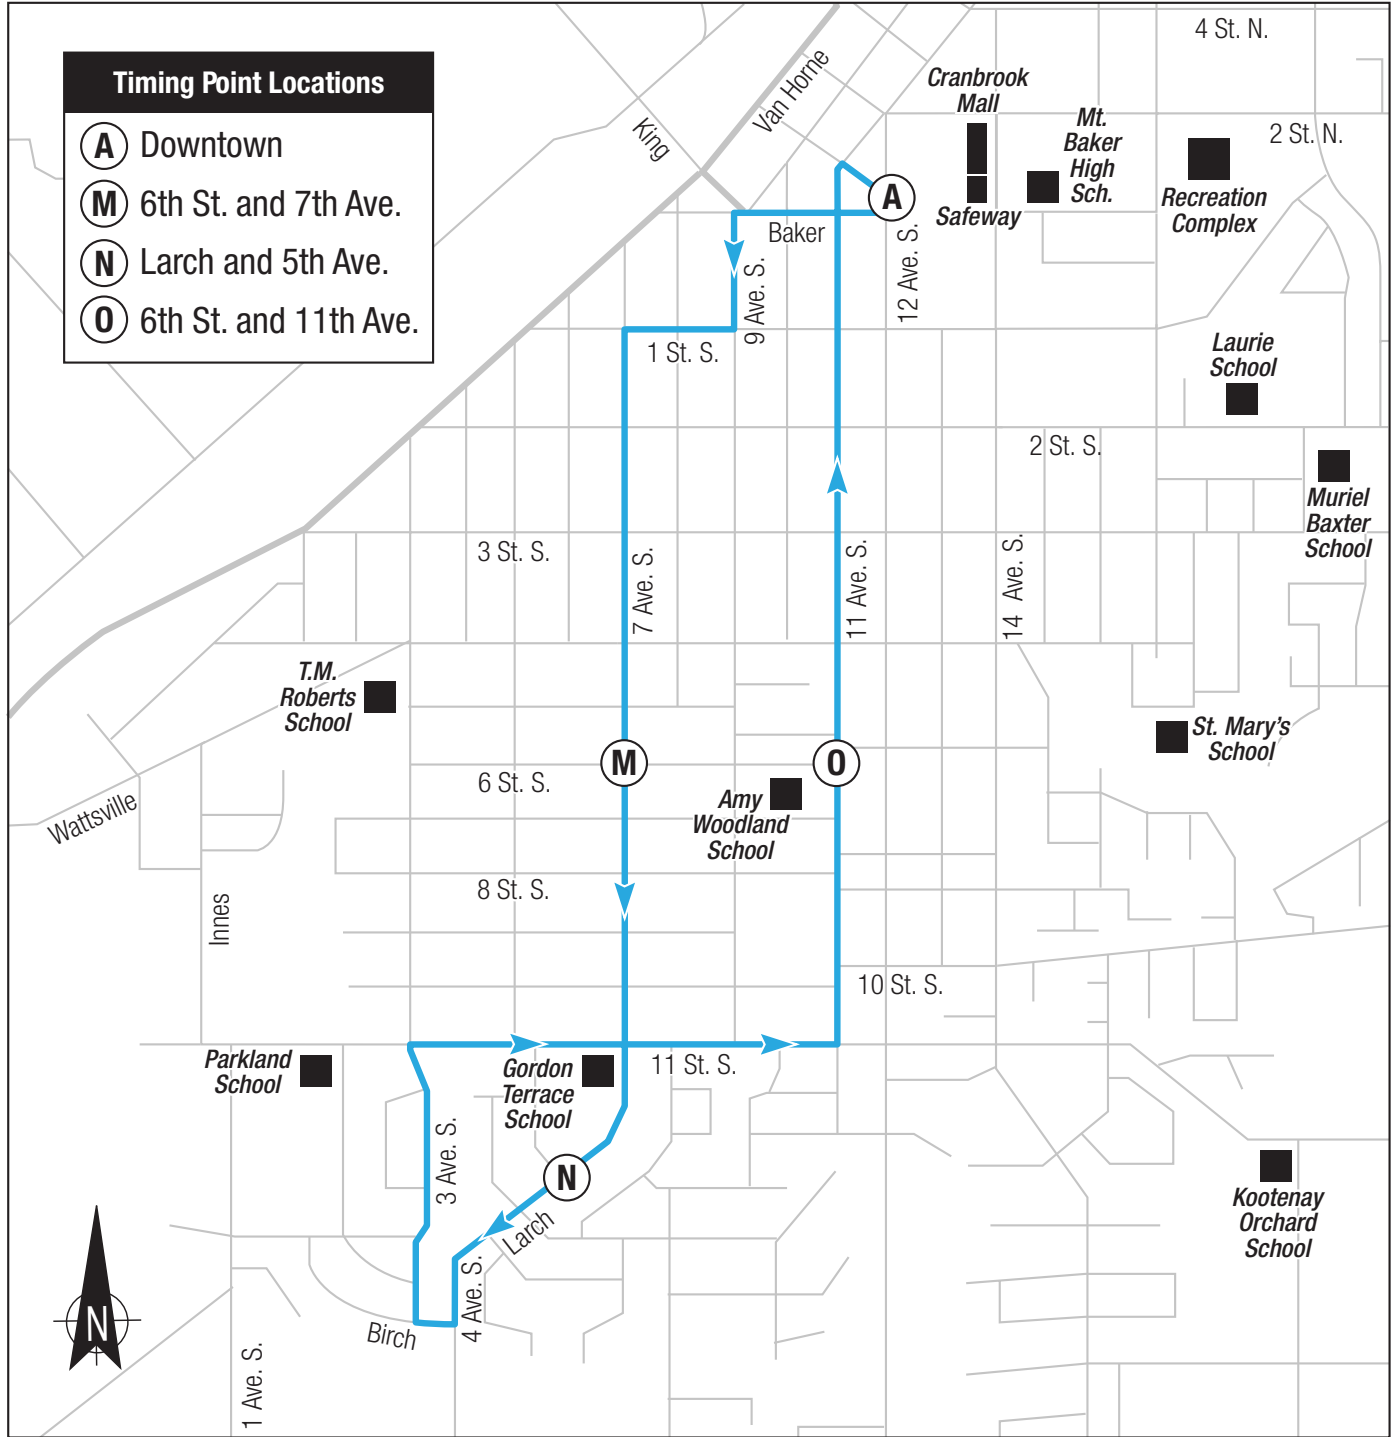 Timing Point Locations
A Downtown
M 6th St. and 7th Ave.
N Larch and 5th Ave.
O 6th St. and 11th Ave.
4 St. N.
Van Horne
King
Cranbrook
Mall
Mt.
Baker
High
Sch.
2 St. N.
Recreation
Complex
Safeway
A
Baker
9 Ave. S.
12 Ave. S.
1 St. S.
Laurie
School
2 St. S.
Muriel
Baxter
School
3 St. S.
7 Ave. S.
11 Ave. S.
14 Ave. S.
T.M.
Roberts
School
St. Mary's
School
M
O
6 St. S.
Amy
Woodland
School
Wattsville
8 St. S.
Innes
10 St. S.
Parkland
School
Gordon
Terrace
School
11 St. S.
3 Ave. S.
N
Larch
Kootenay
Orchard
School
4 Ave. S.
Birch
1 Ave. S.
N